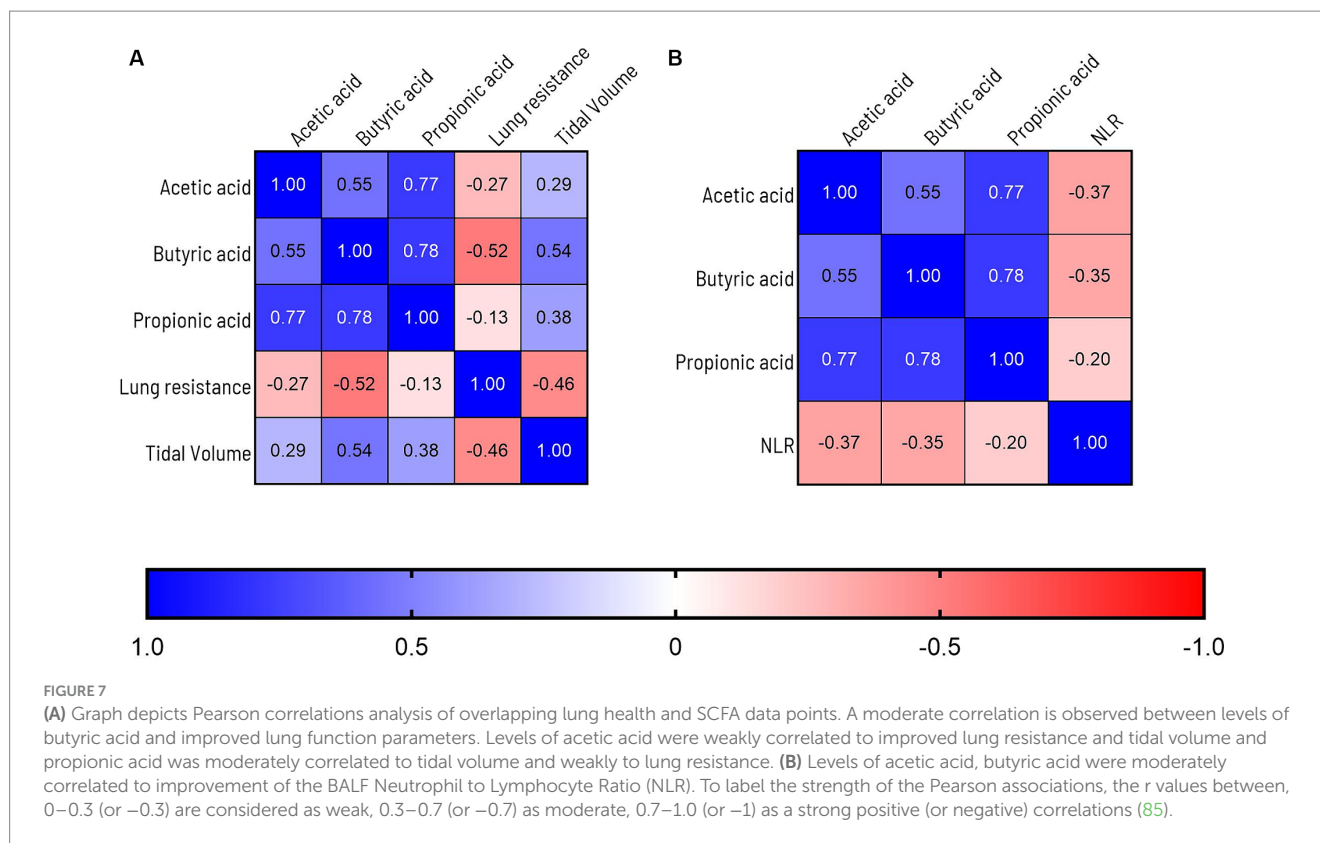 A
Acetic acid Butyric acid Propionic acid Lung resistance Tidal Volume
Acetic acid 1.00 0.55 0.77 -0.27 0.29
Butyric acid 0.55 1.00 0.78 -0.52 0.54
Propionic acid 0.77 0.78 1.00 -0.13 0.38
Lung resistance -0.27 -0.52 -0.13 1.00 -0.46
Tidal Volume 0.29 0.54 0.38 -0.46 1.00
B
Acetic acid Butyric acid Propionic acid NLR
Acetic acid 1.00 0.55 0.77 -0.37
Butyric acid 0.55 1.00 0.78 -0.35
Propionic acid 0.77 0.78 1.00 -0.20
NLR -0.37 -0.35 -0.20 1.00
1.0 0.5 0 -0.5 -1.0
FIGURE 7
(A) Graph depicts Pearson correlations analysis of overlapping lung health and SCFA data points. A moderate correlation is observed between levels of
butyric acid and improved lung function parameters. Levels of acetic acid were weakly correlated to improved lung resistance and tidal volume and
propionic acid was moderately correlated to tidal volume and weakly to lung resistance. (B) Levels of acetic acid, butyric acid were moderately
correlated to improvement of the BALF Neutrophil to Lymphocyte Ratio (NLR). To label the strength of the Pearson associations, the r values between,
0–0.3 (or −0.3) are considered as weak, 0.3–0.7 (or −0.7) as moderate, 0.7–1.0 (or −1) as a strong positive (or negative) correlations (85).